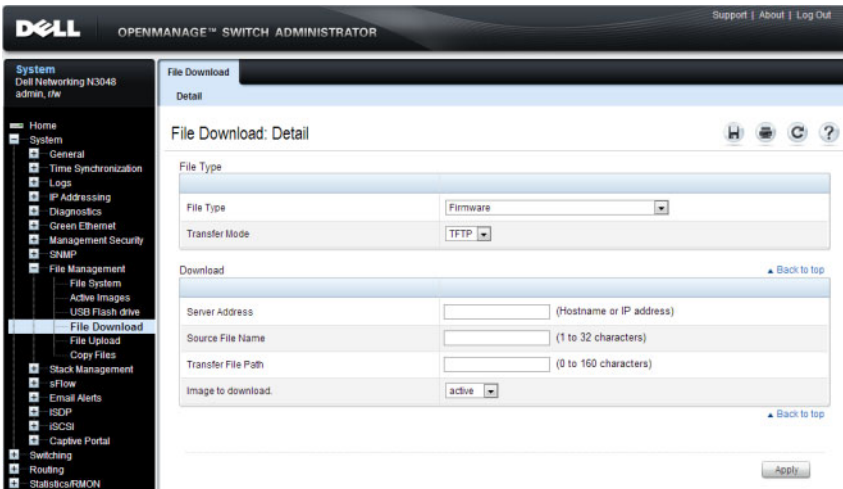 Support | About | Log Out
DELL OPENMANAGE™ SWITCH ADMINISTRATOR
System
Dell Networking N3048
admin, r/w
File Download
Detail
Home
System
General
Time Synchronization
Logs
IP Addressing
Diagnostics
Green Ethernet
Management Security
SNMP
File Management
File System
Active Images
USB Flash drive
File Download
File Upload
Copy Files
Stack Management
sFlow
Email Alerts
ISDP
iSCSI
Captive Portal
Switching
Routing
Statistics/RMON
File Download: Detail
File Type
File Type Firmware
Transfer Mode TFTP
Download Back to top
Server Address (Hostname or IP address)
Source File Name (1 to 32 characters)
Transfer File Path (0 to 160 characters)
Image to download. active
Back to top
Apply